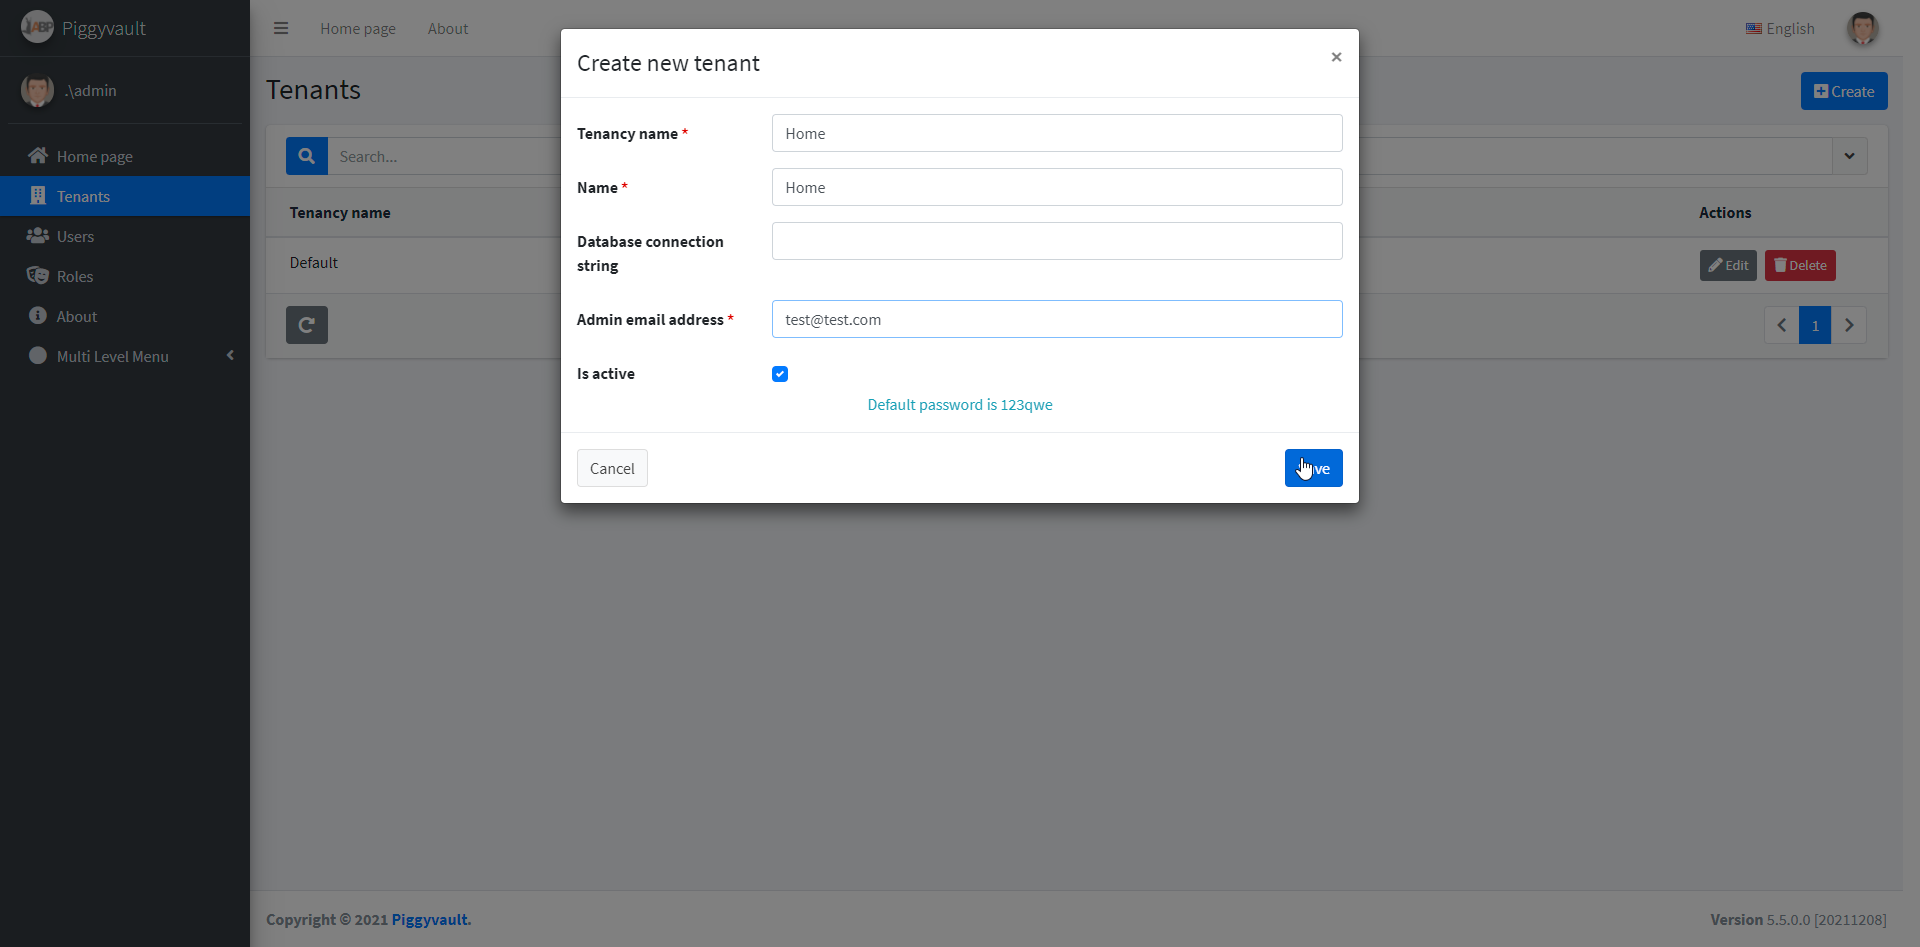 Piggyvault
Home page
About
English
.\admin
Home page
Tenants
Users
Roles
About
Multi Level Menu
Tenants
Create
Search...
Tenancy name
Actions
Default
Edit
Delete
1
Create new tenant
×
Tenancy name *
Home
Name *
Home
Database connection
string
Admin email address *
test@test.com
Is active
Default password is 123qwe
Cancel
Copyright © 2021 Piggyvault.
Version 5.5.0.0 [20211208]